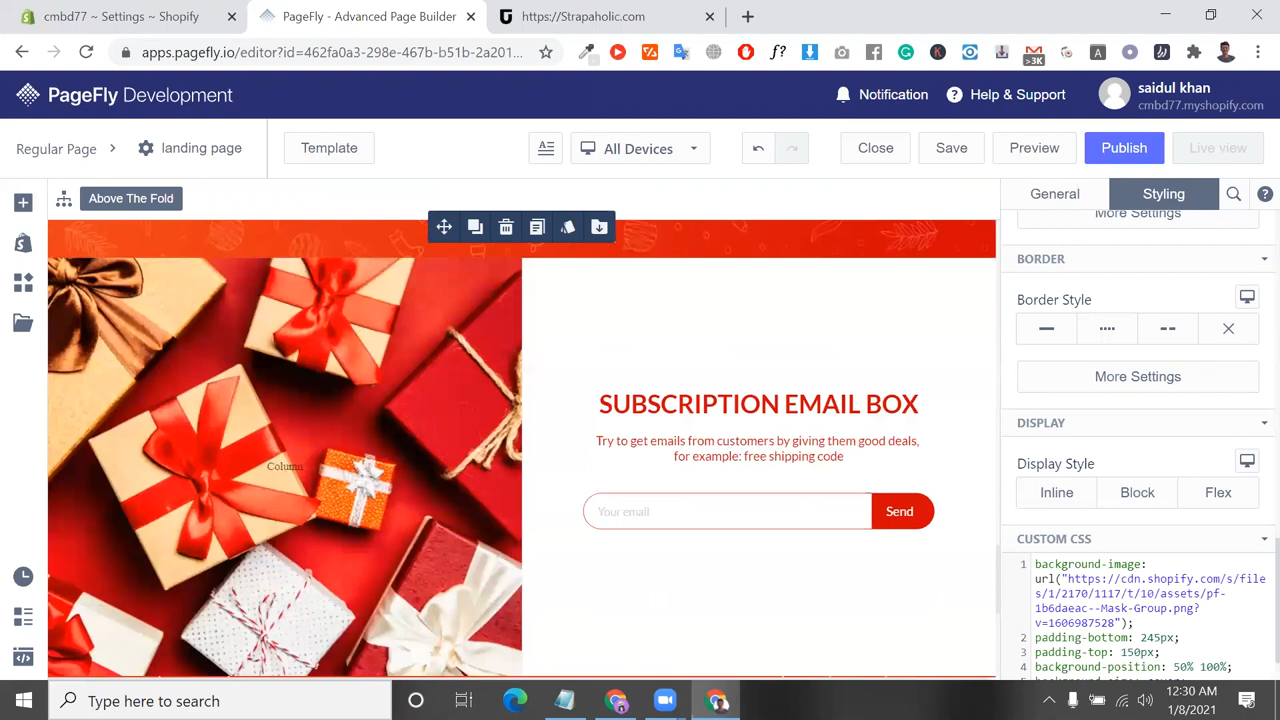 cmbd77 ~ Settings ~ Shopify
PageFly - Advanced Page Builder
https://Strapaholic.com
apps.pagefly.io/editor?id=462fa0a3-298e-467b-b51b-2a201...
>3K
PageFly Development
Notification
Help & Support
saidul khan
cmbd77.myshopify.com
Regular Page
landing page
Template
All Devices
Close
Save
Preview
Publish
Live view
Above The Fold
General
Styling
More Settings
BORDER
Border Style
More Settings
DISPLAY
Display Style
Inline
Block
Flex
CUSTOM CSS
1 background-image:
url("https://cdn.shopify.com/s/file
s/1/2170/1117/t/10/assets/pf-
1b6daeac--Mask-Group.png?
v=1606987528");
2 padding-bottom: 245px;
3 padding-top: 150px;
4 background-position: 50% 100%;
Column
SUBSCRIPTION EMAIL BOX
Try to get emails from customers by giving them good deals,
for example: free shipping code
Your email
Send
Type here to search
12:30 AM
1/8/2021